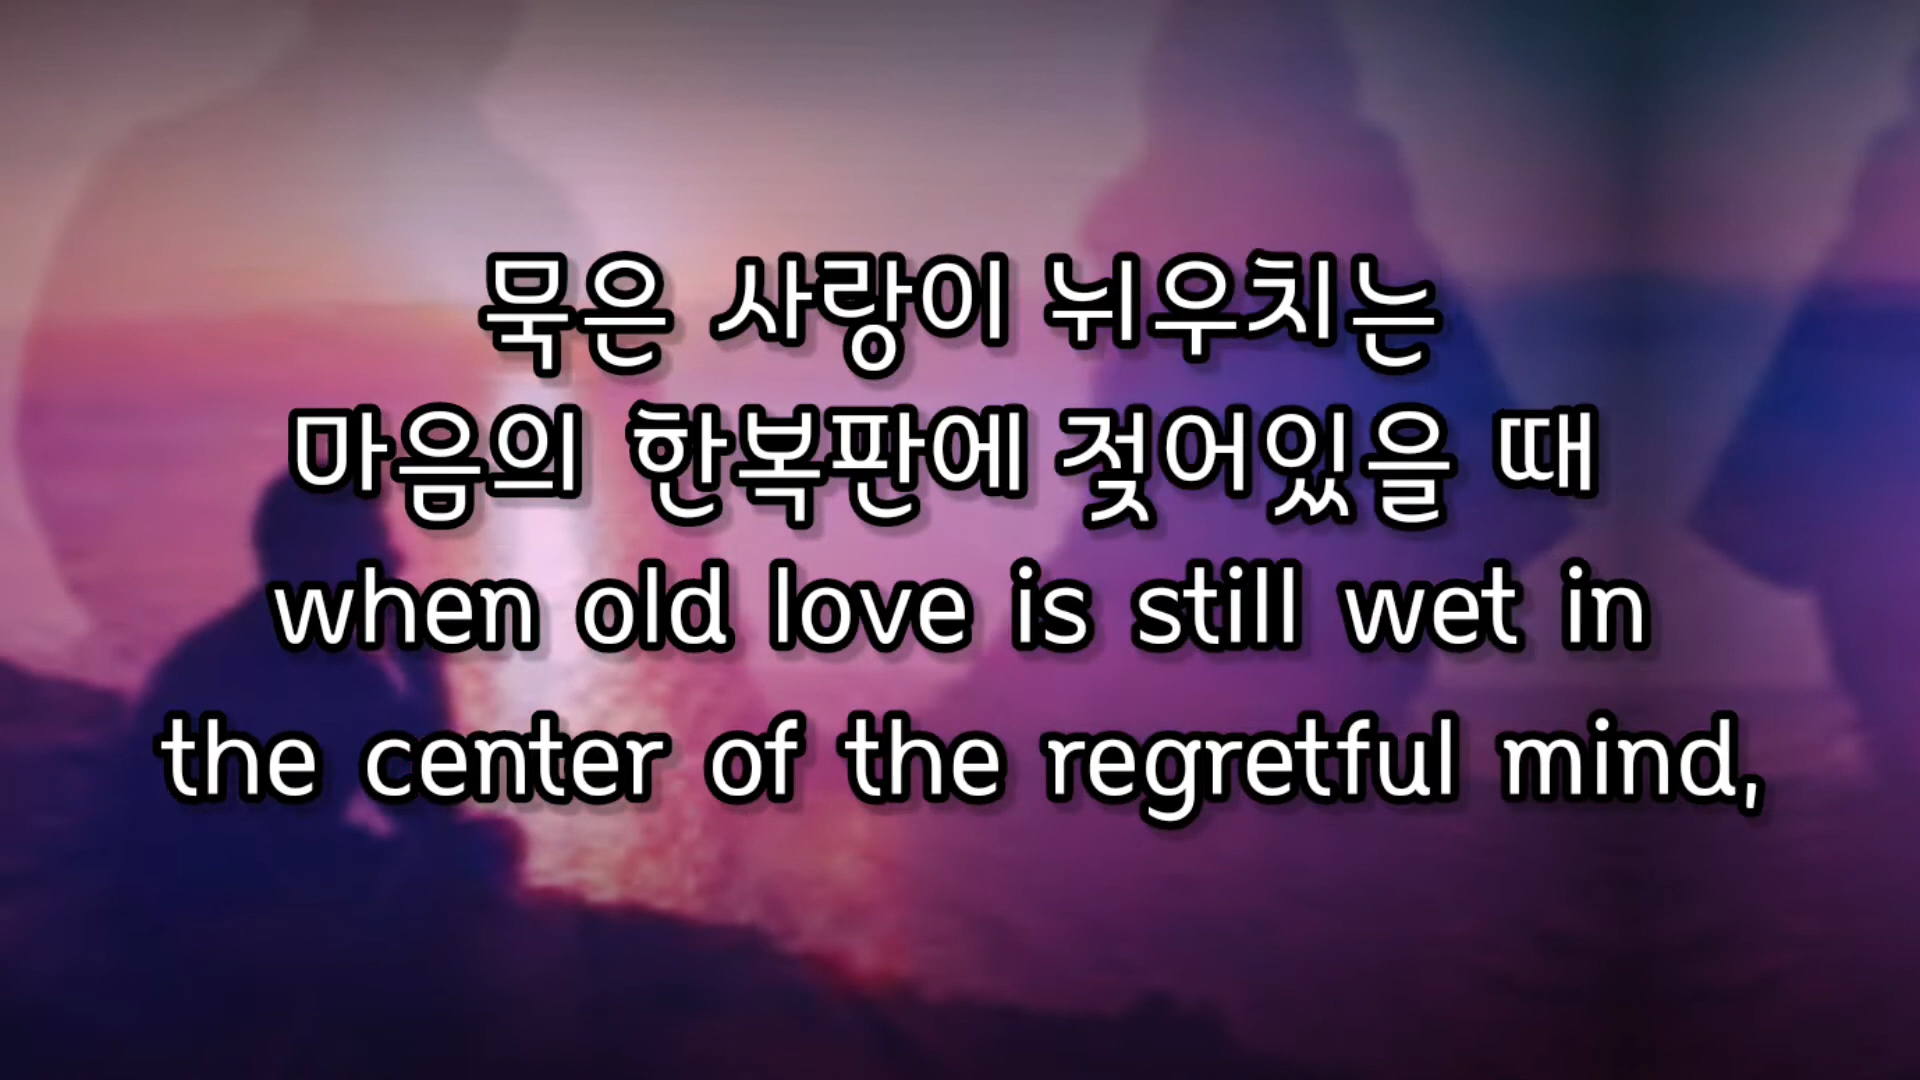 묵은 사랑이 뉘우치는
마음의 한복판에 젖어있을 때
when old love is still wet in
the center of the regretful mind,